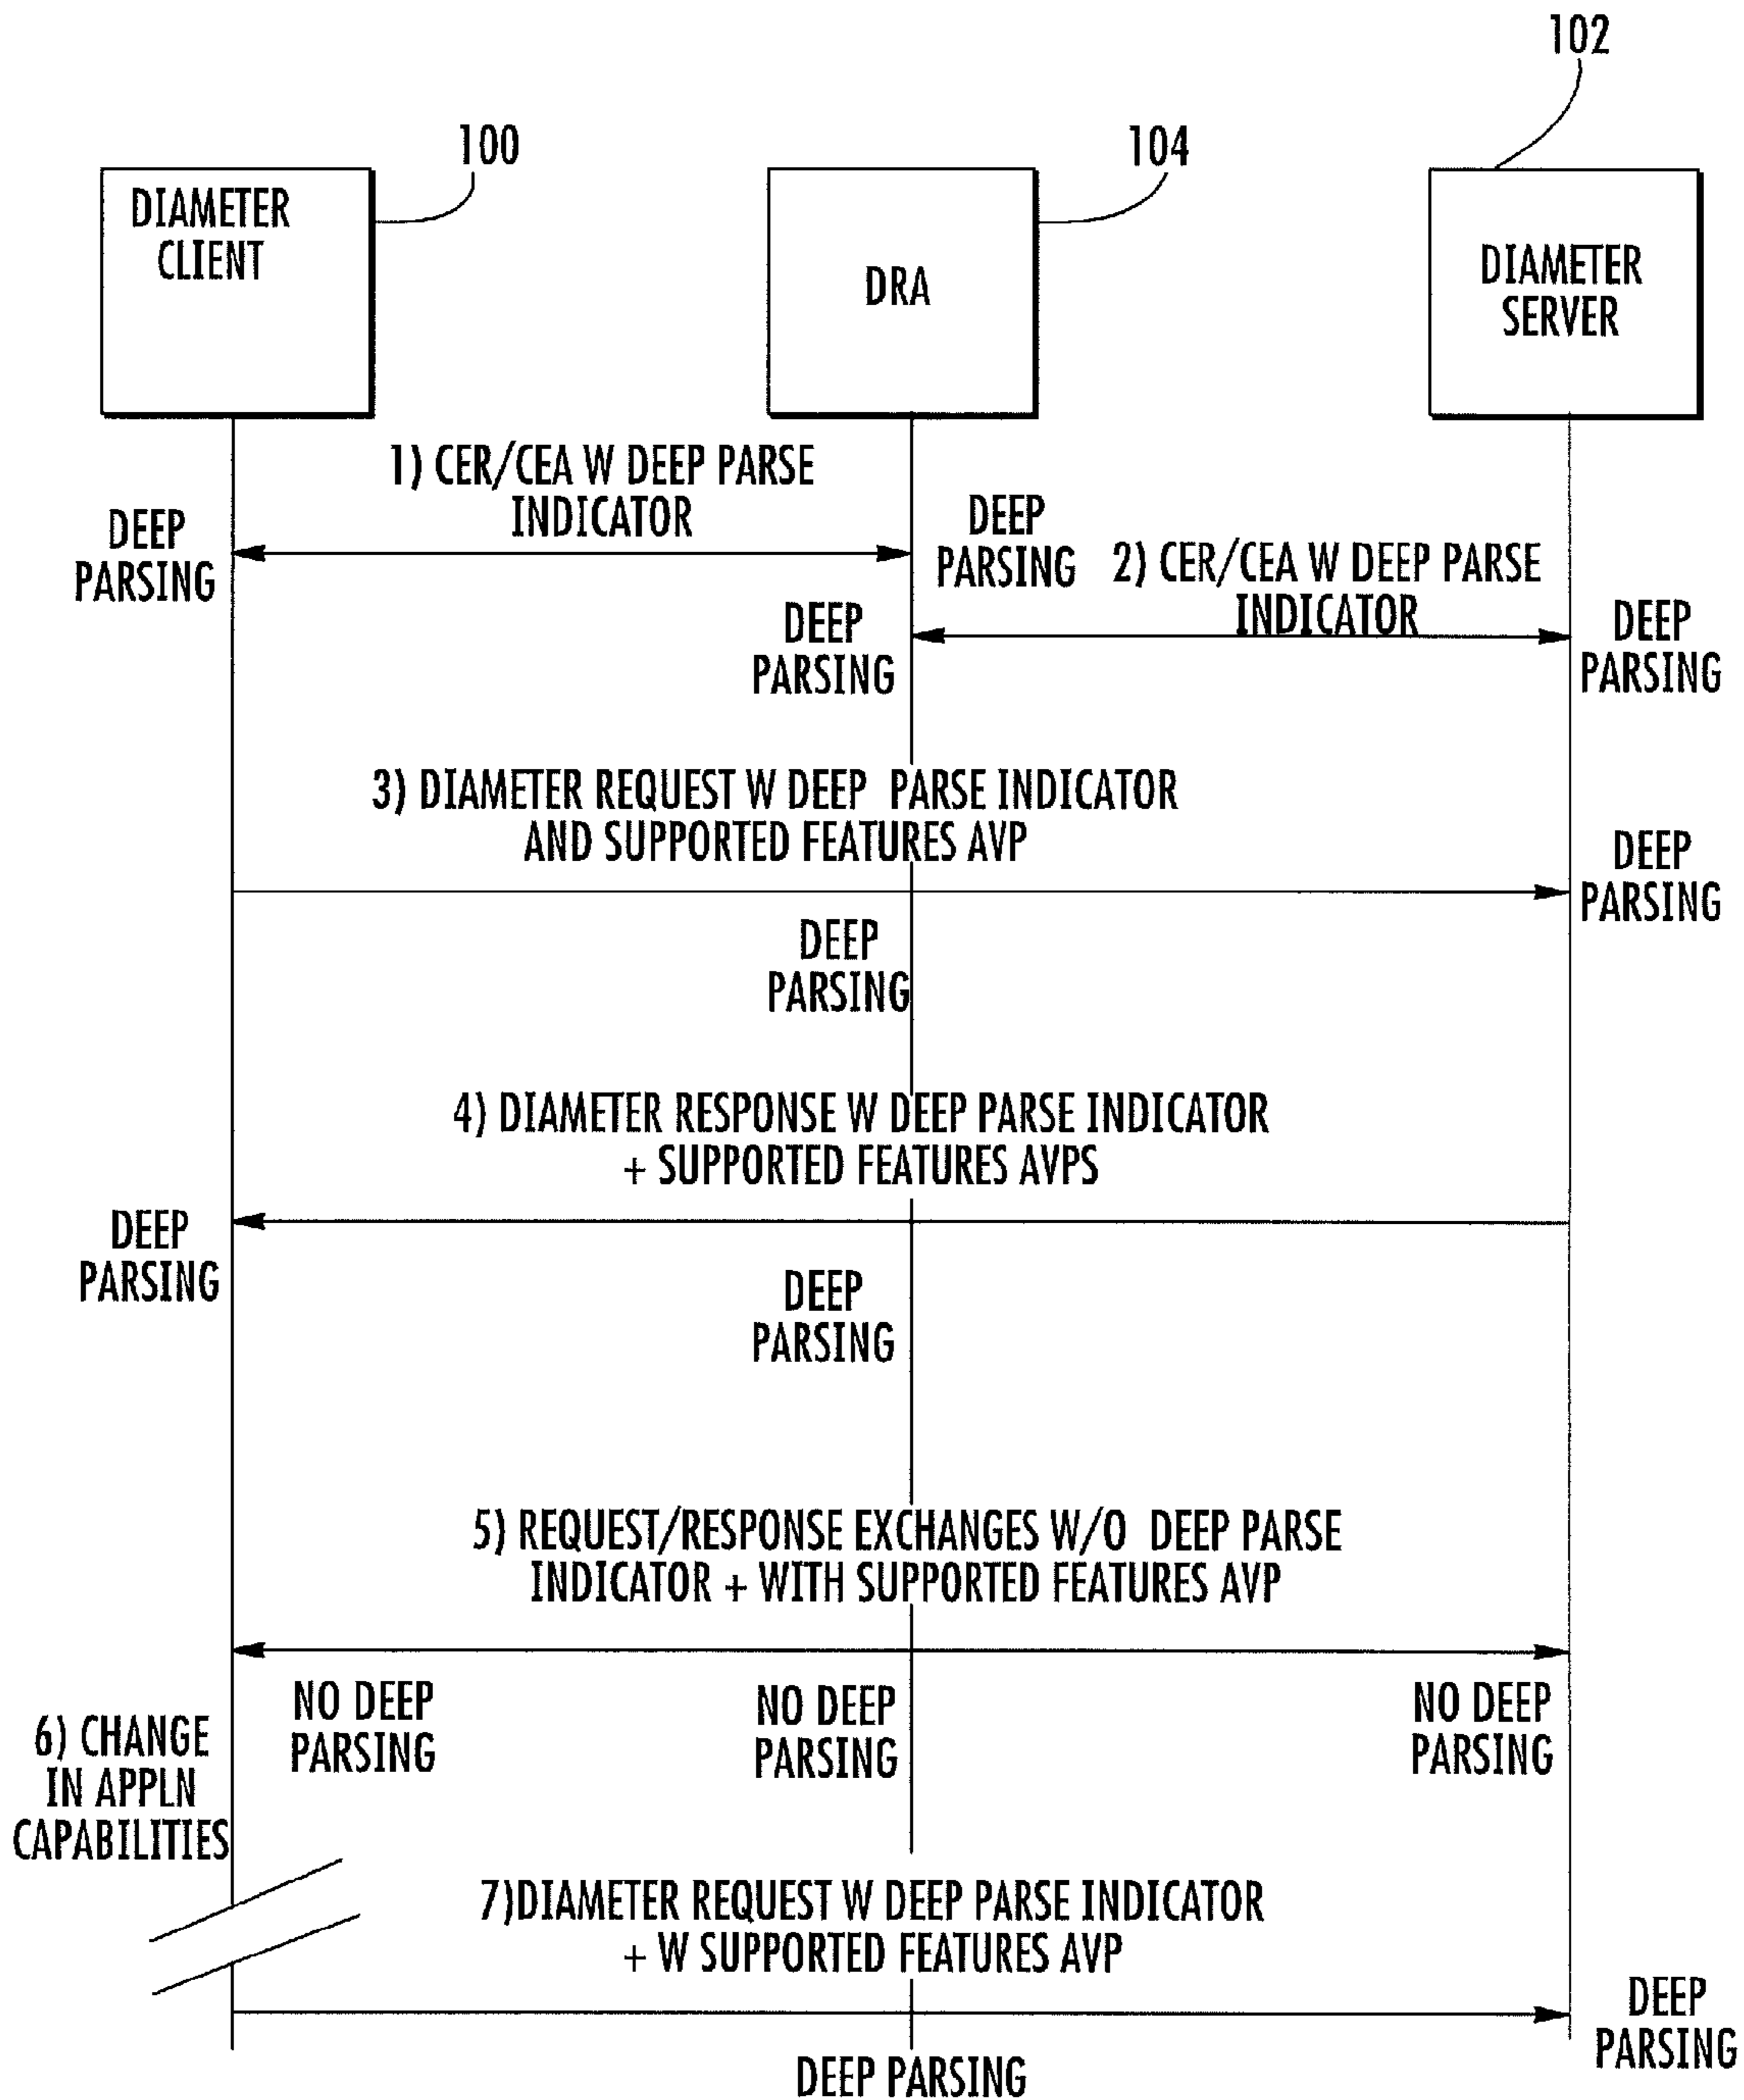 102
100
104
DIAMETER
CLIENT
DRA
DIAMETER
SERVER
1) CER/CEA W DEEP PARSE
INDICATOR
DEEP
PARSING
DEEP
PARSING
2) CER/CEA W DEEP PARSE
INDICATOR
DEEP
PARSING
DEEP
PARSING
3) DIAMETER REQUEST W DEEP PARSE INDICATOR
AND SUPPORTED FEATURES AVP
DEEP
PARSING
DEEP
PARSING
4) DIAMETER RESPONSE W DEEP PARSE INDICATOR
+ SUPPORTED FEATURES AVPS
DEEP
PARSING
DEEP
PARSING
5) REQUEST/RESPONSE EXCHANGES W/O DEEP PARSE
INDICATOR + WITH SUPPORTED FEATURES AVP
NO DEEP
PARSING
NO DEEP
PARSING
NO DEEP
PARSING
6) CHANGE
IN APPLN
CAPABILITIES
7)DIAMETER REQUEST W DEEP PARSE INDICATOR
+ W SUPPORTED FEATURES AVP
DEEP
PARSING
DEEP PARSING